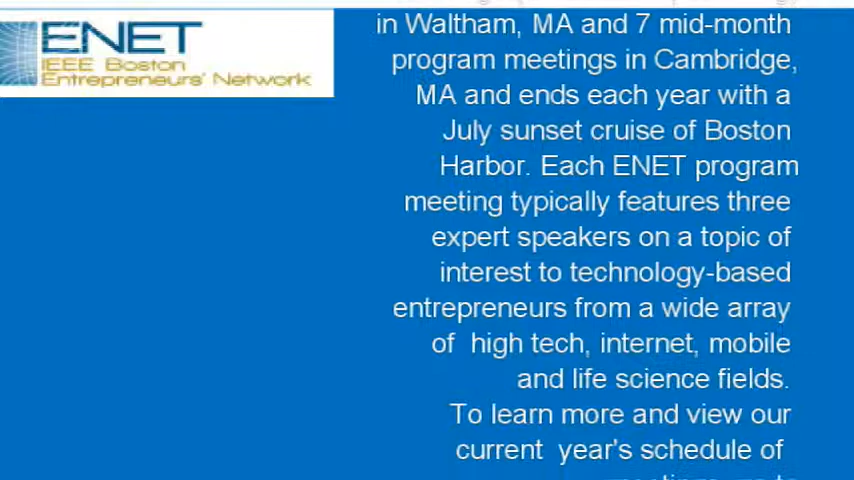 ENET
IEEE Boston
Entrepreneurs' Network
in Waltham, MA and 7 mid-month
program meetings in Cambridge,
MA and ends each year with a
July sunset cruise of Boston
Harbor. Each ENET program
meeting typically features three
expert speakers on a topic of
interest to technology-based
entrepreneurs from a wide array
of high tech, internet, mobile
and life science fields.
To learn more and view our
current year's schedule of